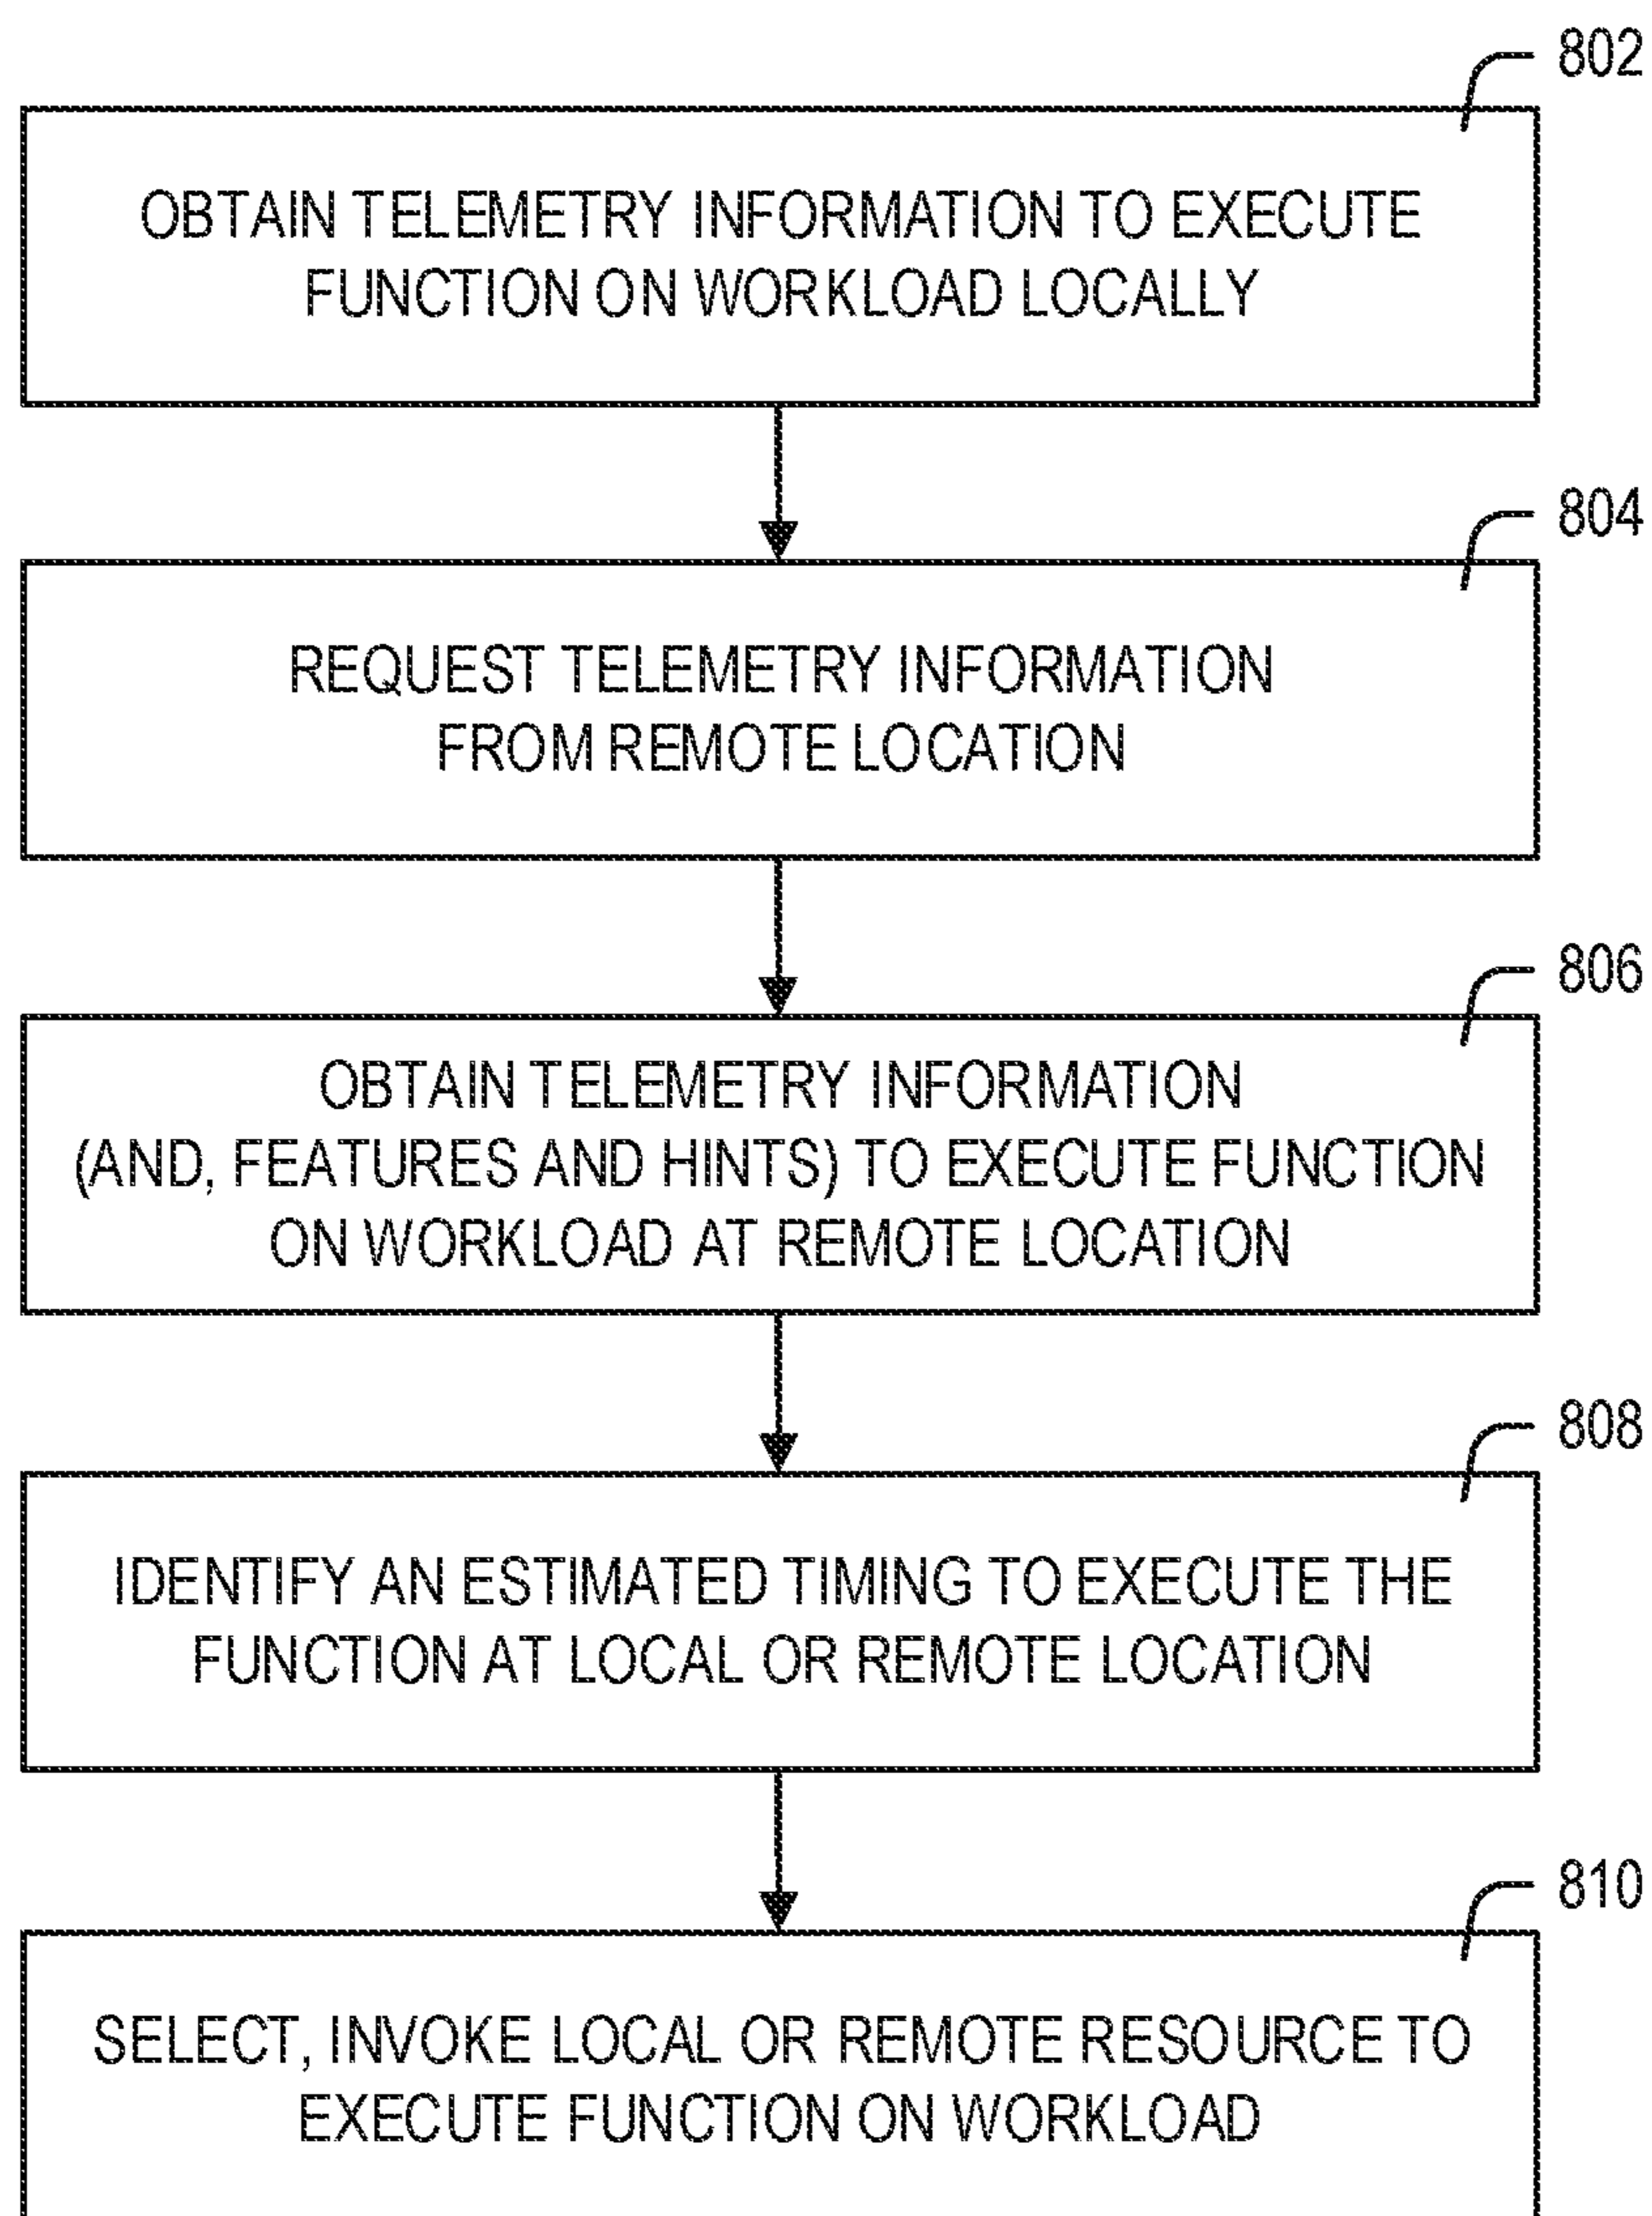 802
OBTAIN TELEMETRY INFORMATION TO EXECUTE
FUNCTION ON WORKLOAD LOCALLY
804
REQUEST TELEMETRY INFORMATION
FROM REMOTE LOCATION
806
OBTAIN TELEMETRY INFORMATION
(AND, FEATURES AND HINTS) TO EXECUTE FUNCTION
ON WORKLOAD AT REMOTE LOCATION
808
IDENTIFY AN ESTIMATED TIMING TO EXECUTE THE
FUNCTION AT LOCAL OR REMOTE LOCATION
810
SELECT, INVOKE LOCAL OR REMOTE RESOURCE TO
EXECUTE FUNCTION ON WORKLOAD